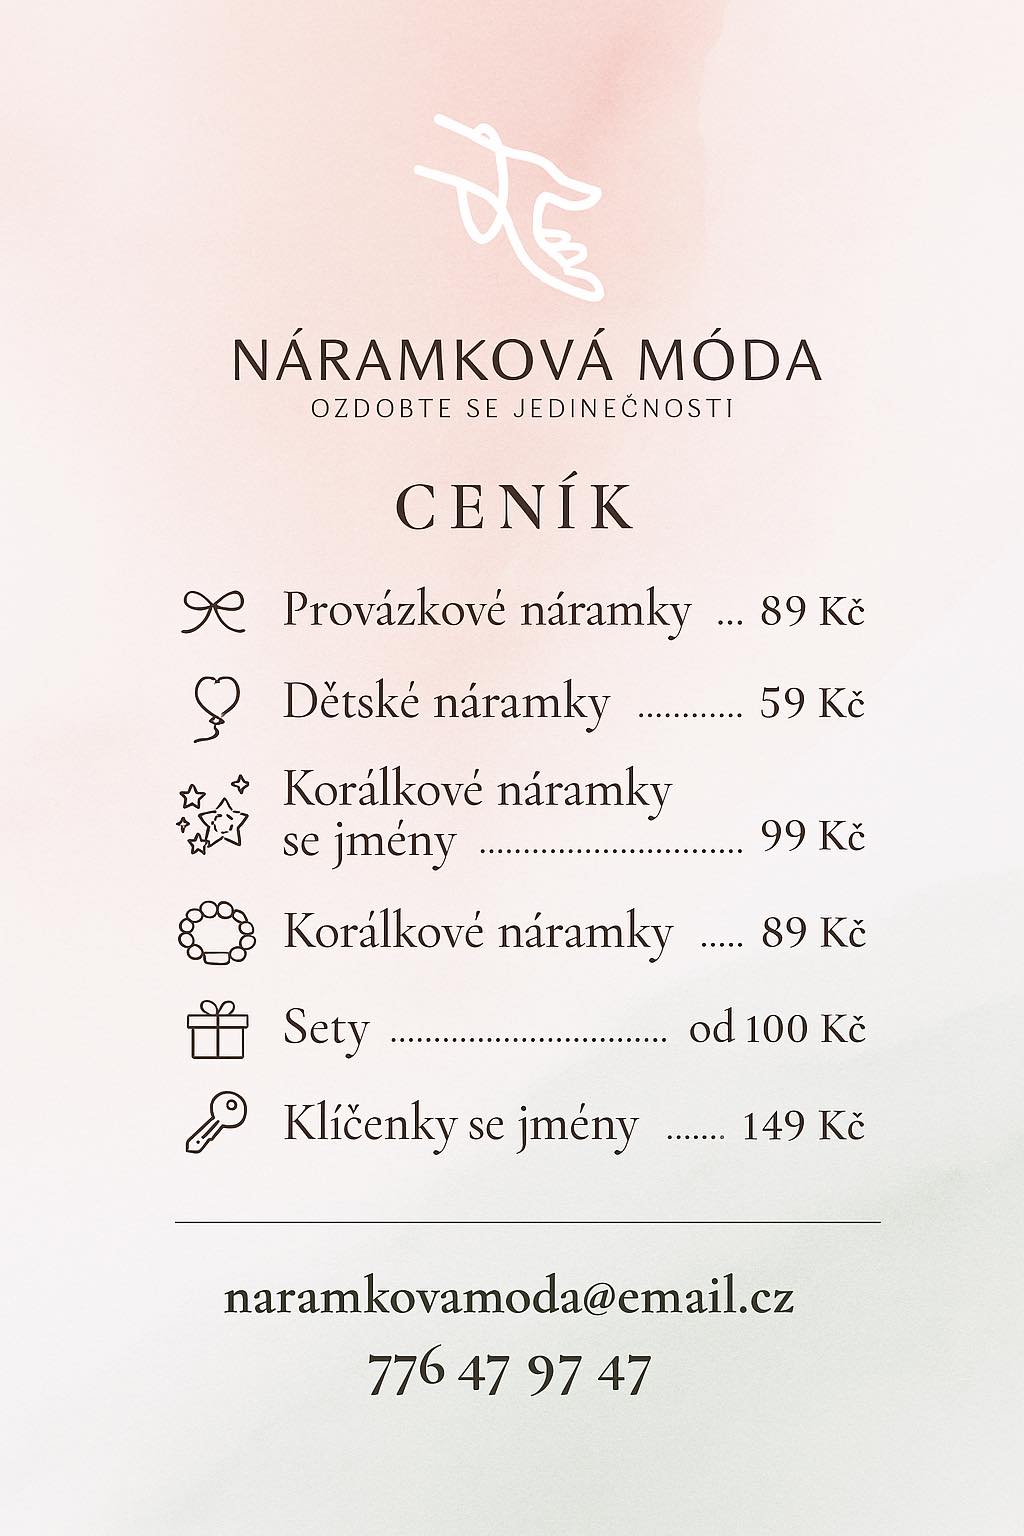 NÁRAMKOVÁ MÓDA
OZDOBTE SE JEDINEČNOSTI
CENÍK
Provázkové náramky ... 89 Kč
Dětské náramky ............ 59 Kč
Korálkové náramky
se jmény .............................. 99 Kč
Korálkové náramky ..... 89 Kč
Sety ................................ od 100 Kč
Klíčenky se jmény ....... 149 Kč
naramkovamoda@email.cz
776 47 97 47